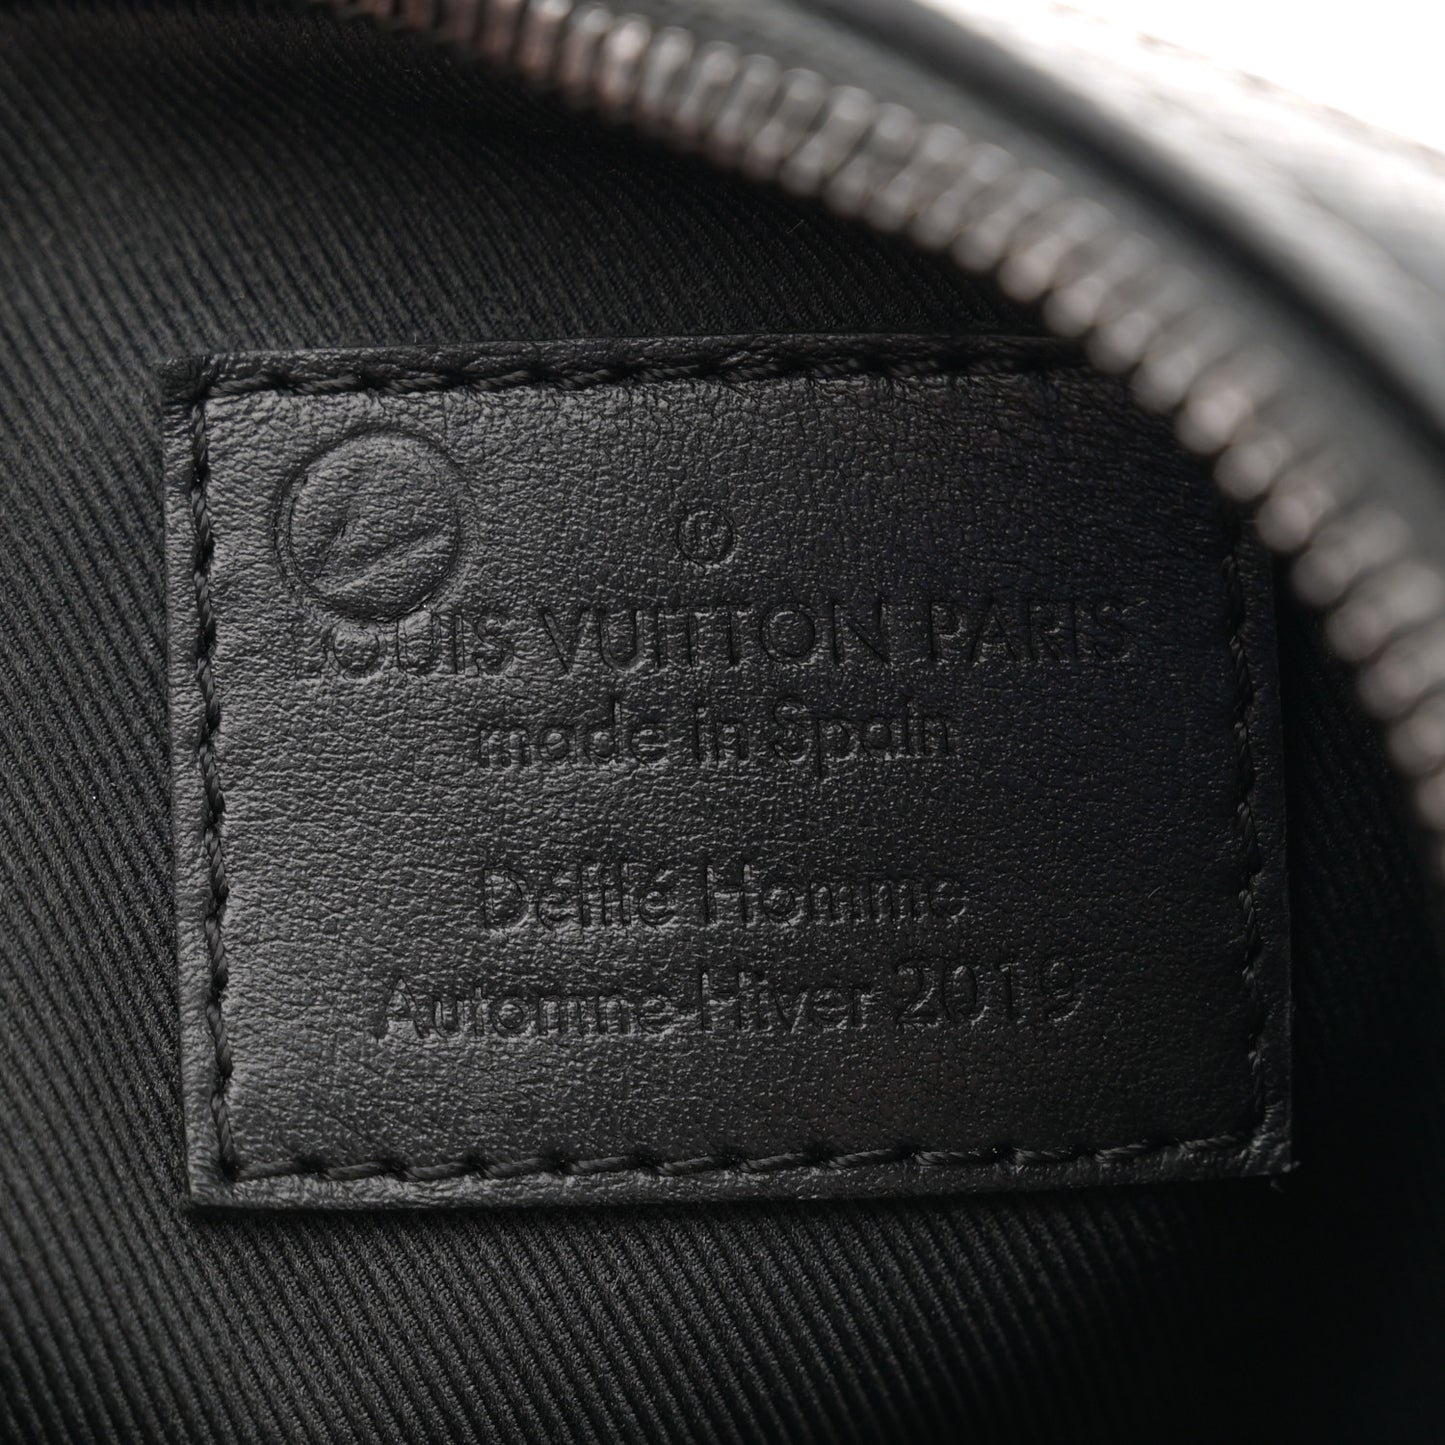 ®
LOUIS VUITTON PARIS
made in Spain
Défilé Homme
Automne-Hiver 2019